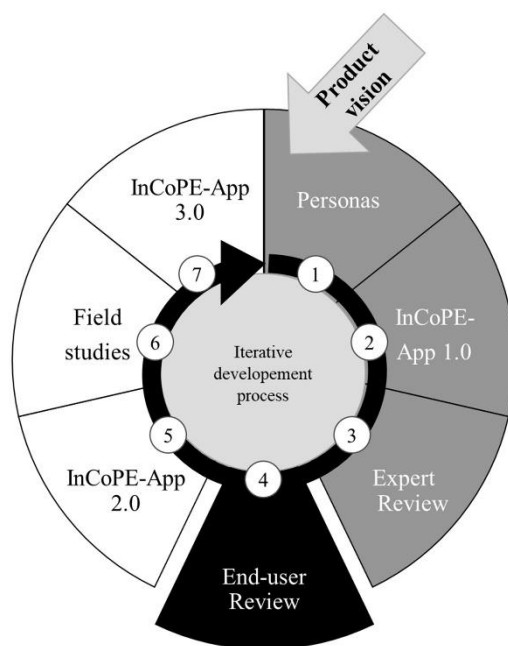 Product
vision
Personas
1
InCoPE-
App 1.0
2
Expert
Review
3
End-user
Review
4
InCoPE-App
2.0
5
Field
studies
6
InCoPE-App
3.0
7
Iterative
developement
process